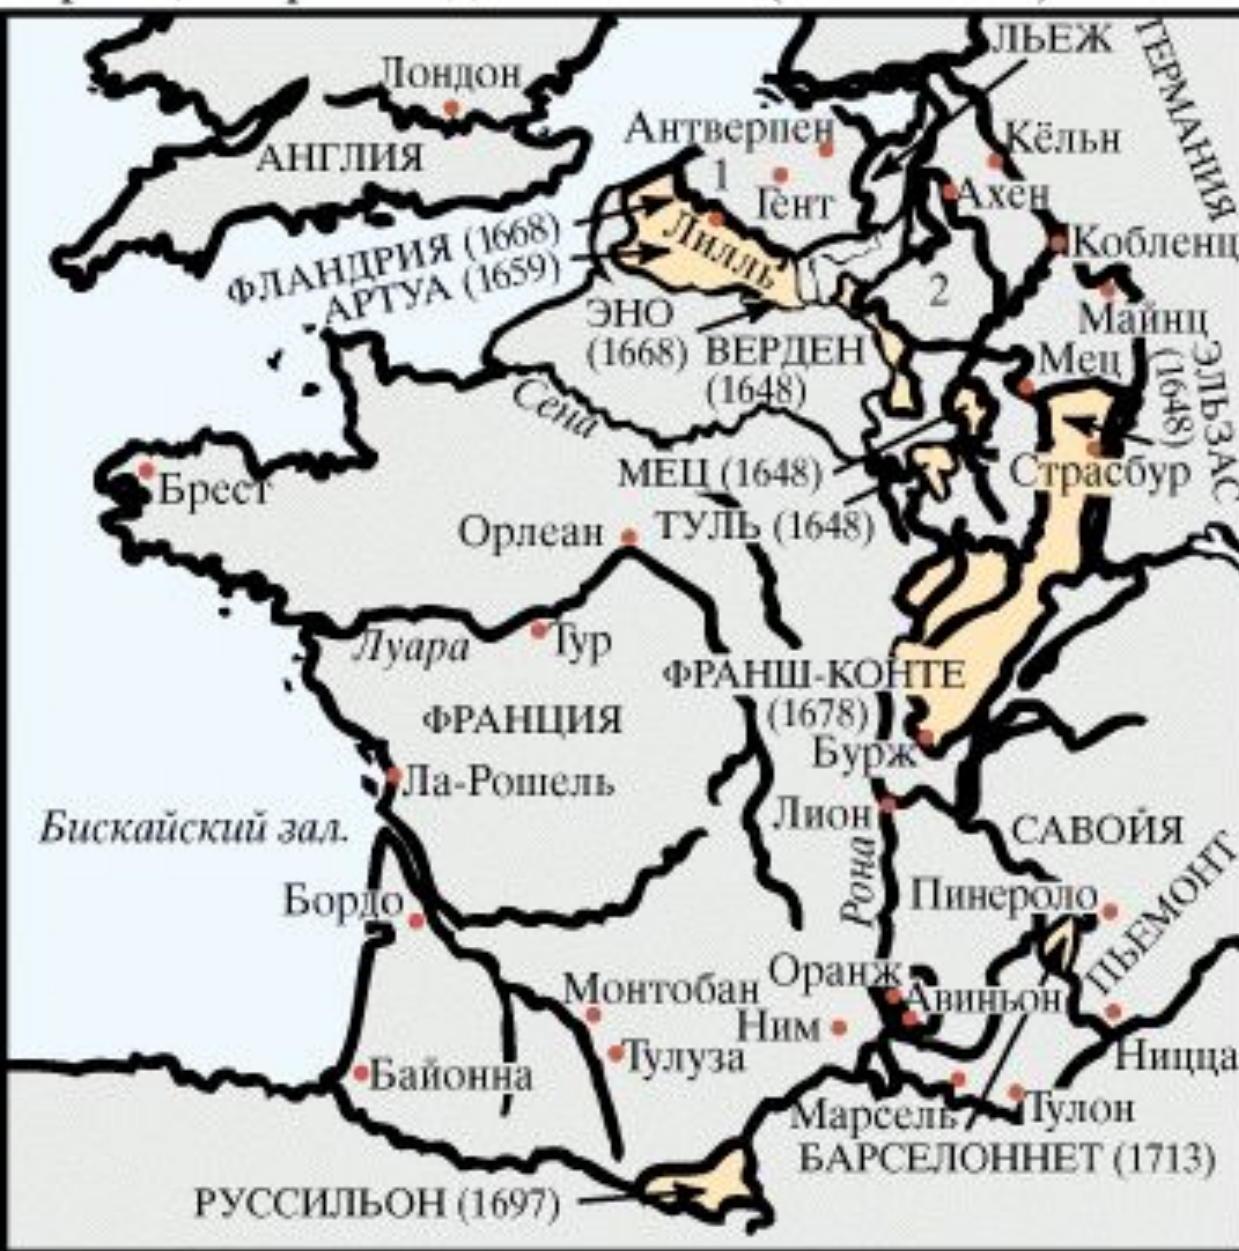 ЛЬЕЖ
ГЕРМАНИЯ
Лондон
Антверпен
Кёльн
АНГЛИЯ
1
Гент
Ахен
ФЛАНДРИЯ (1668)
Лилль
Кобленц
АРТУА (1659)
2
ЭНО
(1668)
Майнц
ВЕРДЕН
(1648)
Мец
ЭЛЬЗАС
(1648)
Сена
МЕЦ (1648)
Страсбур
Брест
Орлеан
ТУЛЬ (1648)
Луара
Тур
ФРАНШ-КОНТЕ
(1678)
ФРАНЦИЯ
Бурж
Ла-Рошель
Лион
Бискайский зал.
САВОЙЯ
Рона
Пинероло
Бордо
ПЬЕМОНТ
Оранж
Монтобан
Авиньон
Ним
Тулуза
Ницца
Байонна
Марсель
Тулон
БАРСЕЛОННЕТ (1713)
РУССИЛЬОН (1697)